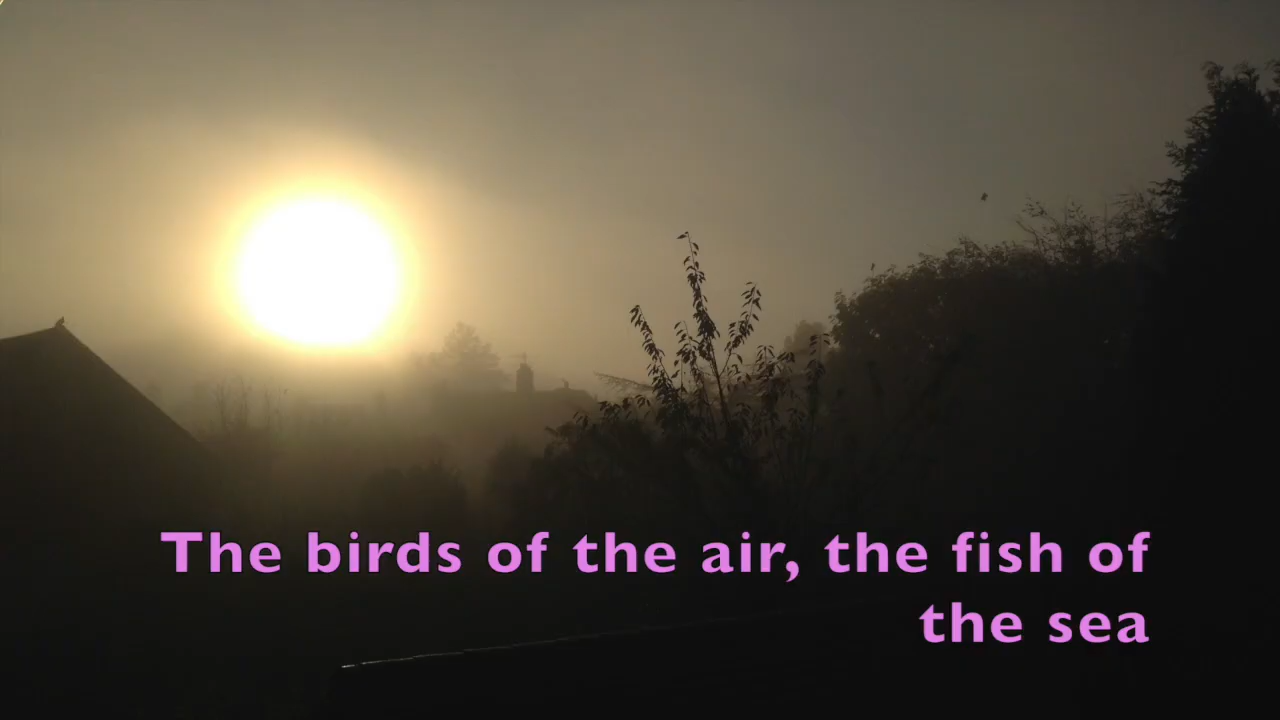 The birds of the air, the fish of
the sea